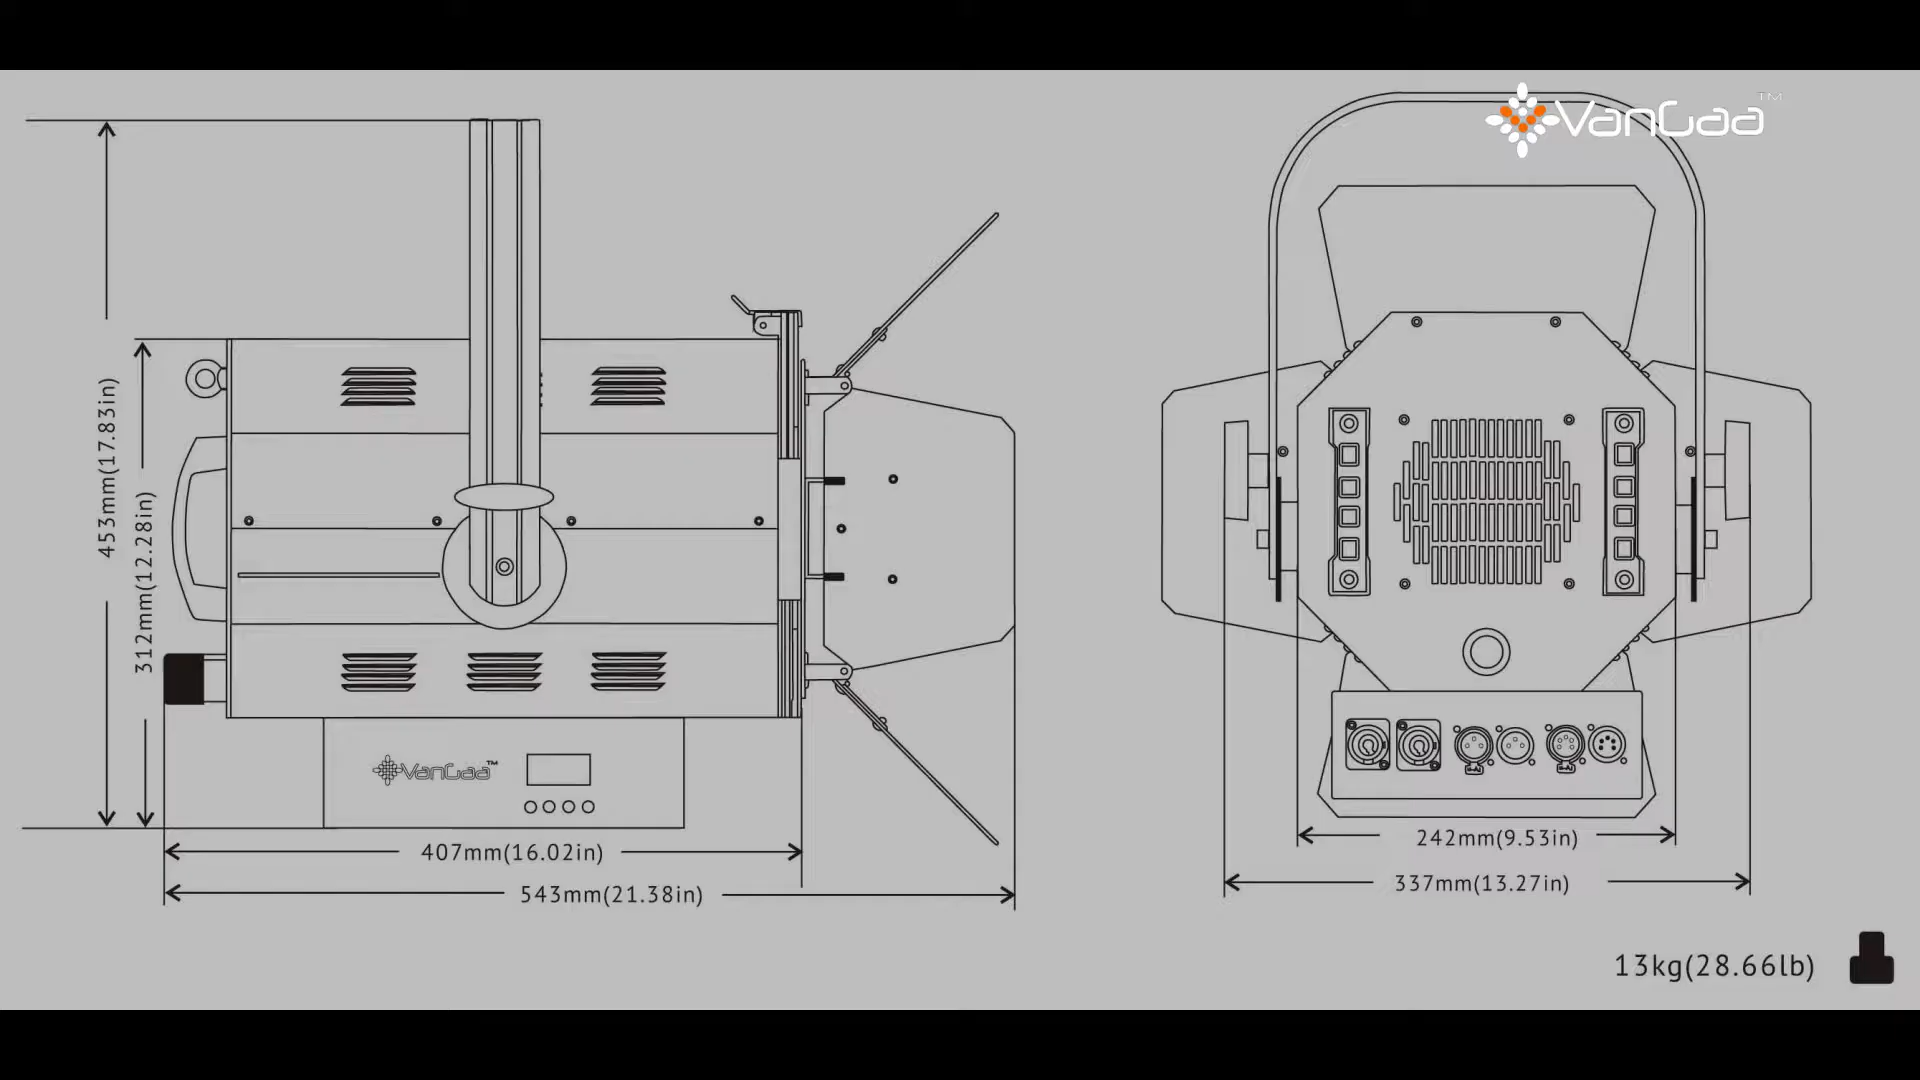 VanGaa™
453mm(17.83in)
312mm(12.28in)
VanGaa™
407mm(16.02in)
543mm(21.38in)
242mm(9.53in)
337mm(13.27in)
13kg(28.66lb)